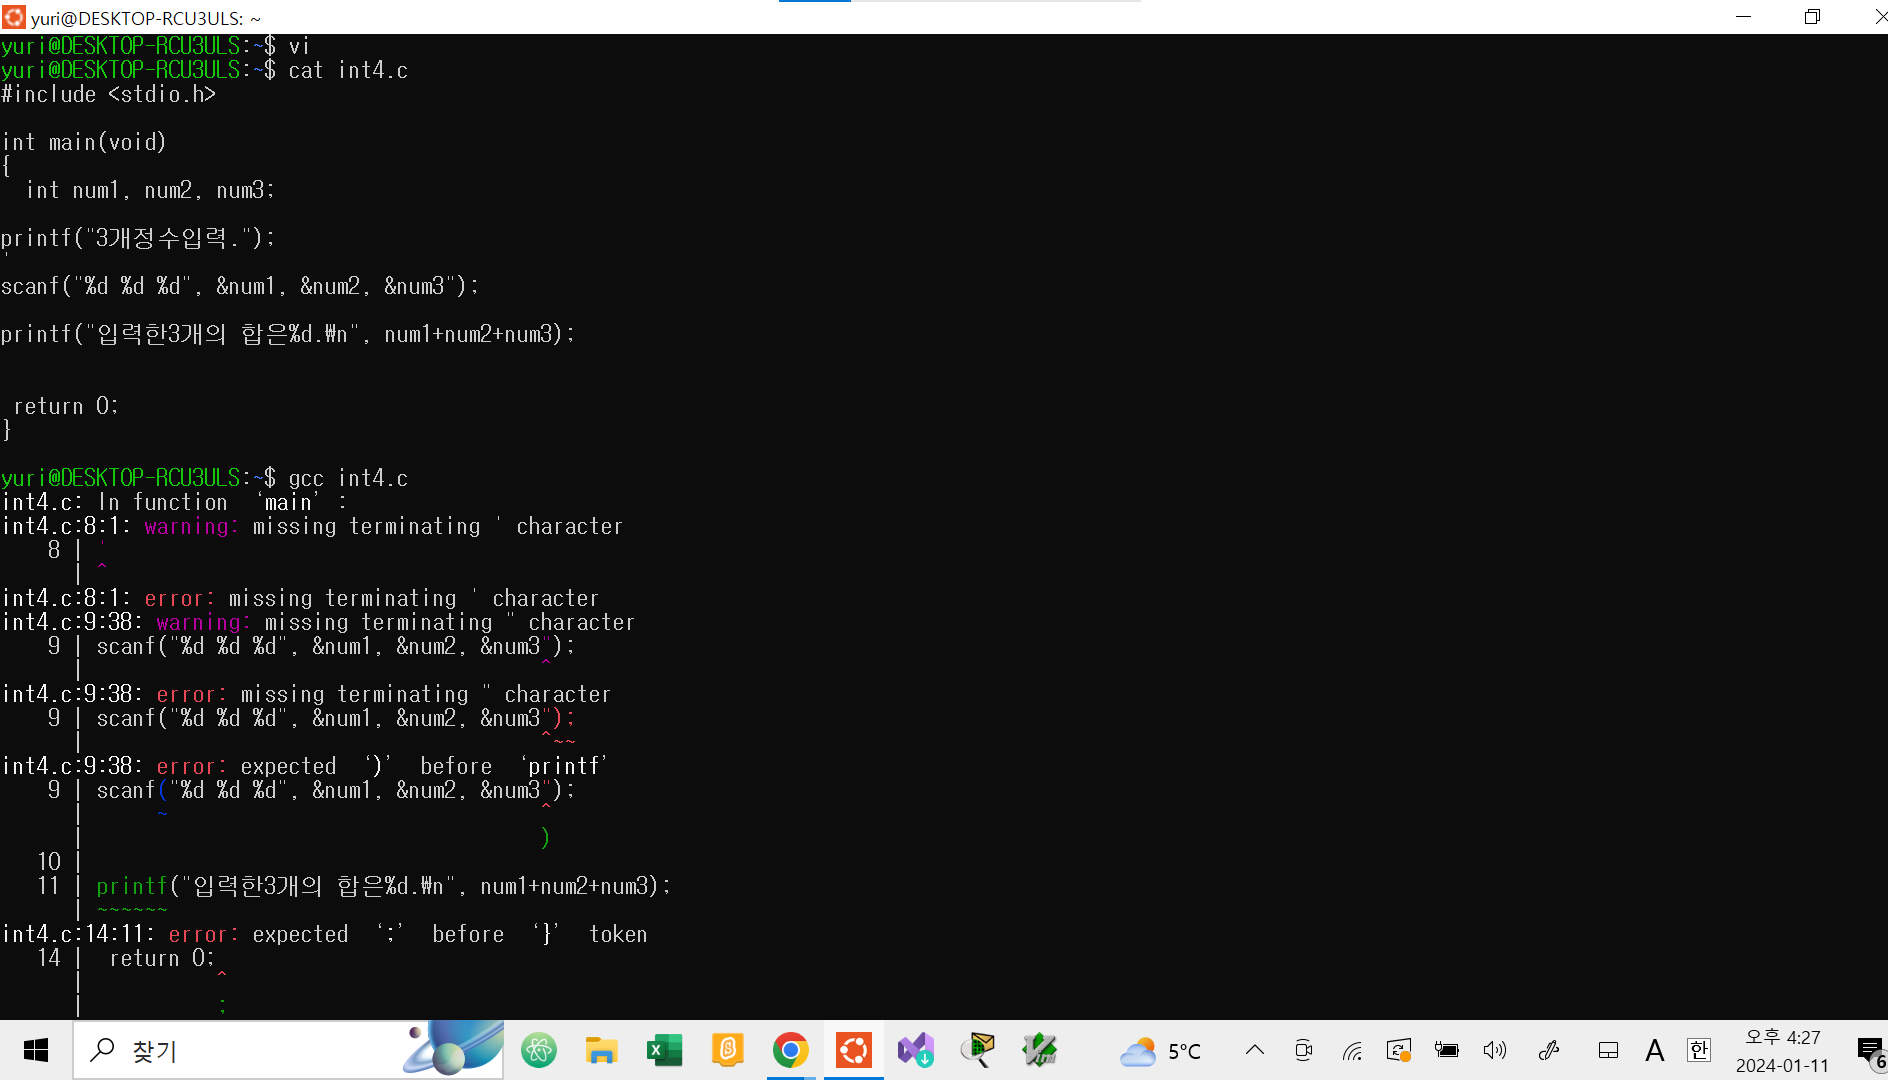 yuri@DESKTOP-RCU3ULS: ~
yuri@DESKTOP-RCU3ULS:~$ vi
yuri@DESKTOP-RCU3ULS:~$ cat int4.c
#include <stdio.h>
int main(void)
{
  int num1, num2, num3;
printf("3개정수입력.");
'
scanf("%d %d %d", &num1, &num2, &num3");
printf("입력한3개의 합은%d.₩n", num1+num2+num3);
 return 0;
}
yuri@DESKTOP-RCU3ULS:~$ gcc int4.c
int4.c: In function ‘main’:
int4.c:8:1: warning: missing terminating ' character
    8 | '
      | ^
int4.c:8:1: error: missing terminating ' character
int4.c:9:38: warning: missing terminating " character
    9 | scanf("%d %d %d", &num1, &num2, &num3");
      |                                      ^
int4.c:9:38: error: missing terminating " character
    9 | scanf("%d %d %d", &num1, &num2, &num3");
      |                                      ^~~
int4.c:9:38: error: expected ‘)’ before ‘printf’
    9 | scanf("%d %d %d", &num1, &num2, &num3");
      |      ~                               ^
      |                                      )
   10 |
   11 | printf("입력한3개의 합은%d.₩n", num1+num2+num3);
      | ~~~~~~
int4.c:14:11: error: expected ‘;’ before ‘}’ token
   14 |  return 0;
      |           ^
      |           ;
찾기
5°C
A
한
오후 4:27
2024-01-11
6